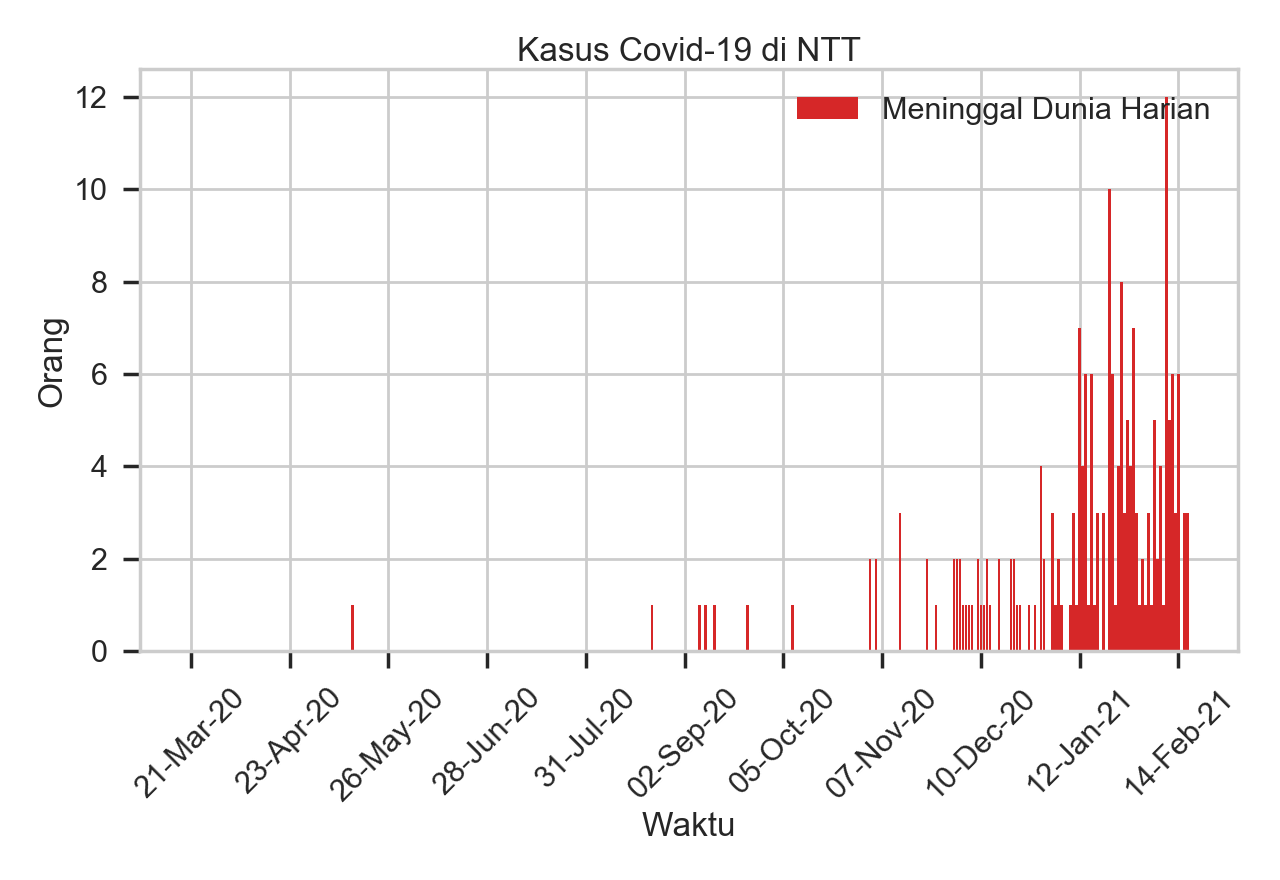 Kasus Covid-19 di NTT
Meninggal Dunia Harian
12
10
8
6
4
2
0
Orang
21-Mar-20
23-Apr-20
26-May-20
28-Jun-20
31-Jul-20
02-Sep-20
05-Oct-20
07-Nov-20
10-Dec-20
12-Jan-21
14-Feb-21
Waktu